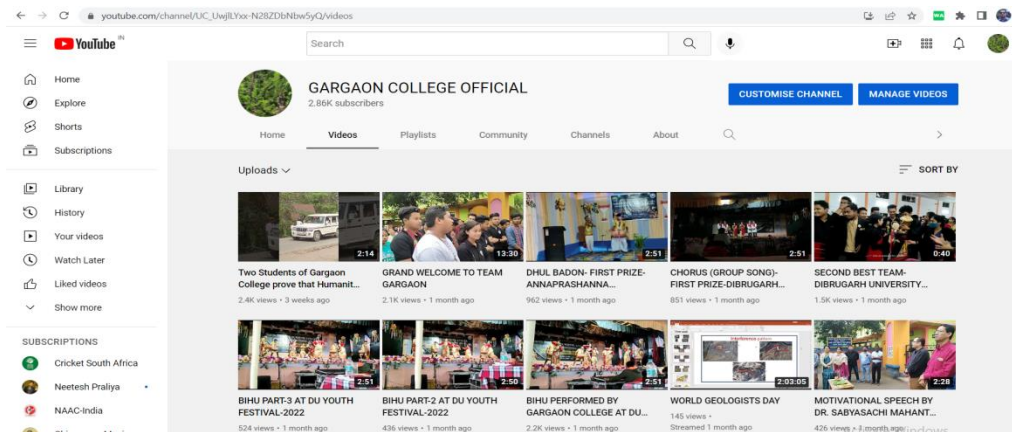 youtube.com/channel/UC_UwjlLYxx-N28ZDbNbw5yQ/videos
YouTube IN
Search
Home
Explore
Shorts
Subscriptions
Library
History
Your videos
Watch Later
Liked videos
Show more
SUBSCRIPTIONS
Cricket South Africa
Neetesh Praliya
NAAC-India
GARGAON COLLEGE OFFICIAL
2.86K subscribers
CUSTOMISE CHANNEL
MANAGE VIDEOS
Home Videos Playlists Community Channels About
Uploads
SORT BY
2:14
Two Students of Gargaon
College prove that Humanit...
2.4K views • 3 weeks ago
13:30
GRAND WELCOME TO TEAM
GARGAON
2.1K views • 1 month ago
2:51
DHUL BADON- FIRST PRIZE-
ANNAPRASHANNA...
962 views • 1 month ago
2:51
CHORUS (GROUP SONG)-
FIRST PRIZE-DIBRUGARH...
851 views • 1 month ago
0:40
SECOND BEST TEAM-
DIBRUGARH UNIVERSITY...
1.5K views • 1 month ago
2:51
BIHU PART-3 AT DU YOUTH
FESTIVAL-2022
524 views • 1 month ago
2:50
BIHU PART-2 AT DU YOUTH
FESTIVAL-2022
436 views • 1 month ago
2:51
BIHU PERFORMED BY
GARGAON COLLEGE AT DU...
2.2K views • 1 month ago
2:03:05
WORLD GEOLOGISTS DAY
145 views •
Streamed 1 month ago
2:28
MOTIVATIONAL SPEECH BY
DR. SABYASACHI MAHANT...
426 views • 1 month ago